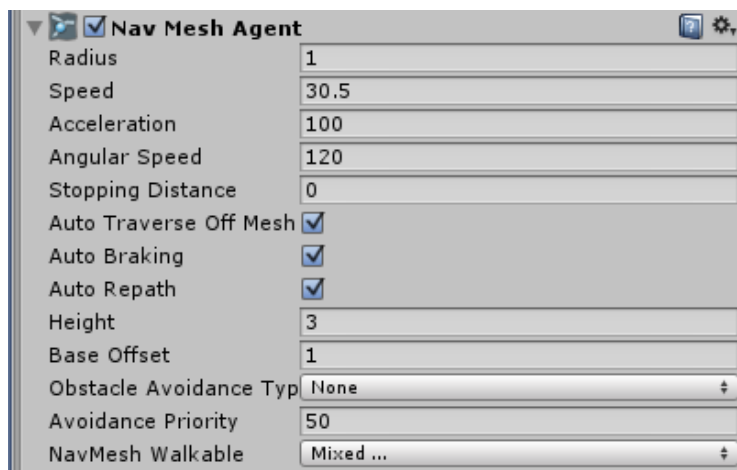 Nav Mesh Agent
Radius 1
Speed 30.5
Acceleration 100
Angular Speed 120
Stopping Distance 0
Auto Traverse Off Mesh
Auto Braking
Auto Repath
Height 3
Base Offset 1
Obstacle Avoidance Typ None
Avoidance Priority 50
NavMesh Walkable Mixed ...